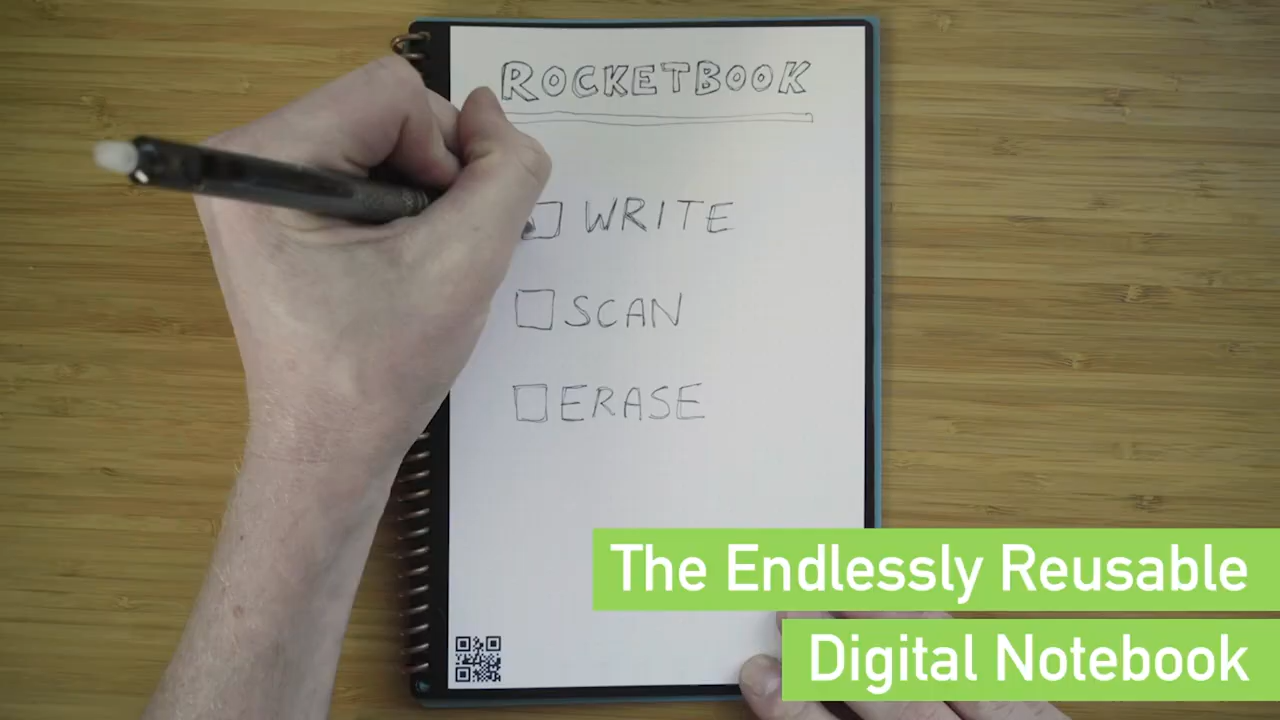 ROCKETBOOK
WRITE
SCAN
ERASE
The Endlessly Reusable
Digital Notebook